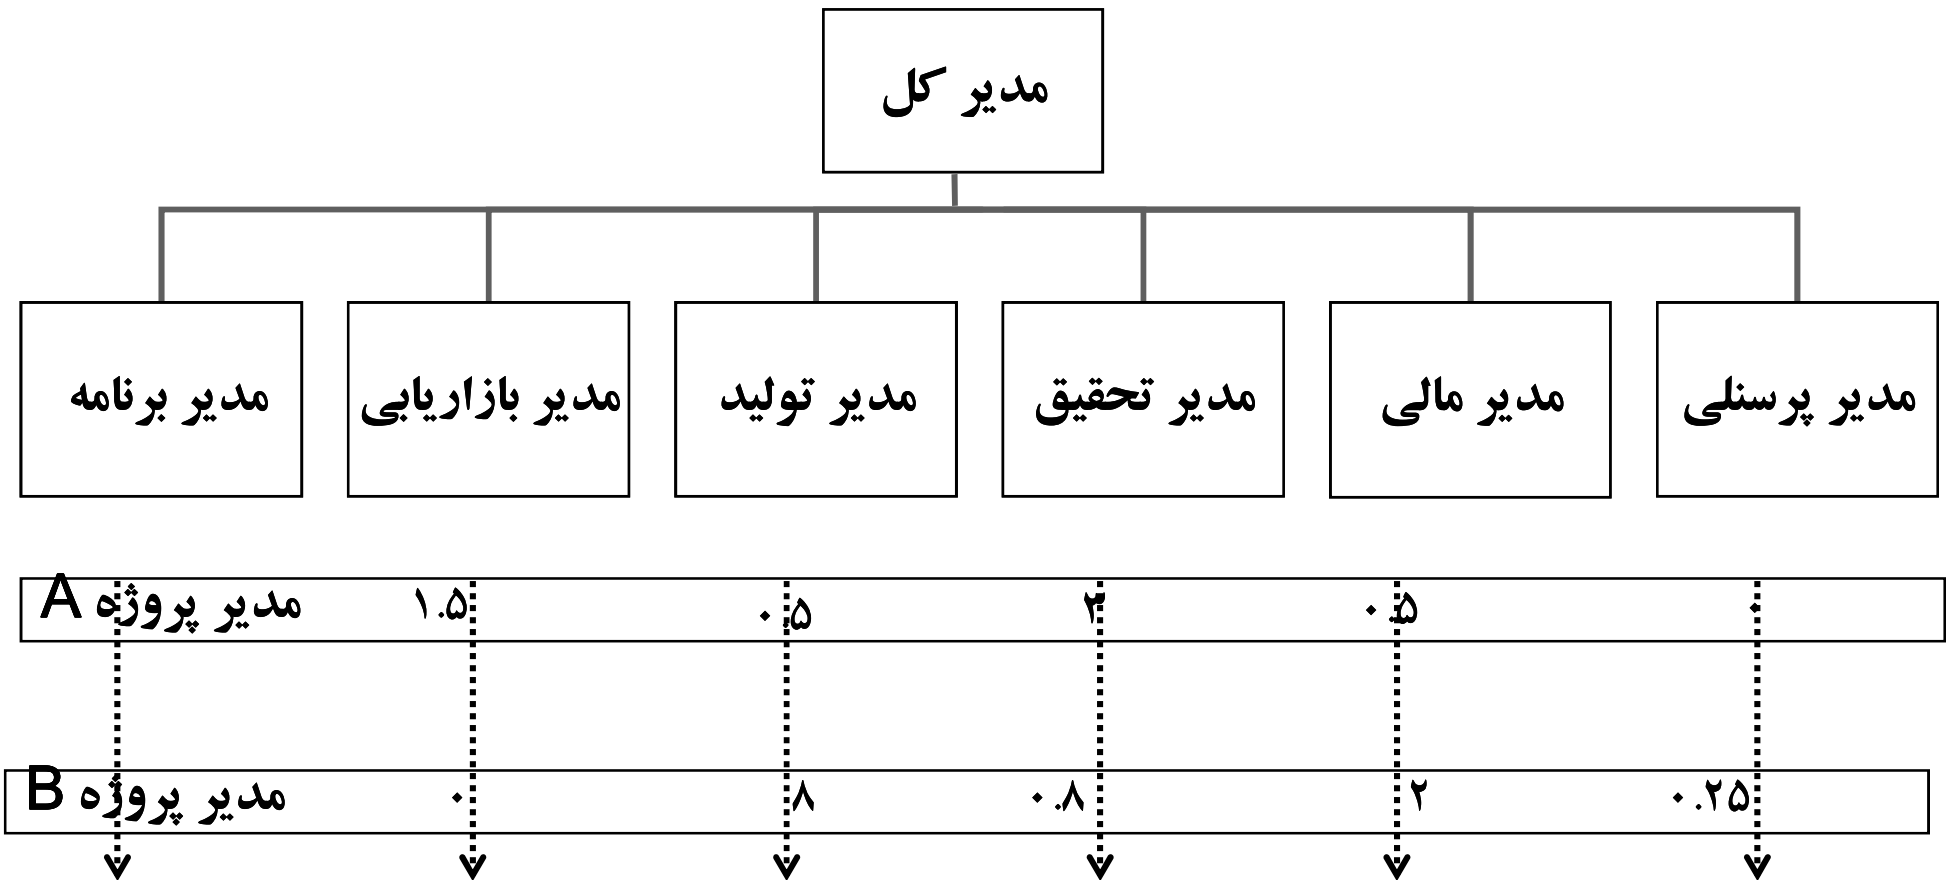 مدیر کل
مدیر پرسنلی
مدیر مالی
مدیر تحقیق
مدیر تولید
مدیر بازاریابی
مدیر برنامه
۰
۰.۵
۳
۰.۵
۱.۵
مدیر پروژه A
۰.۲۵
۲
۰.۸
۸
۰
مدیر پروژه B